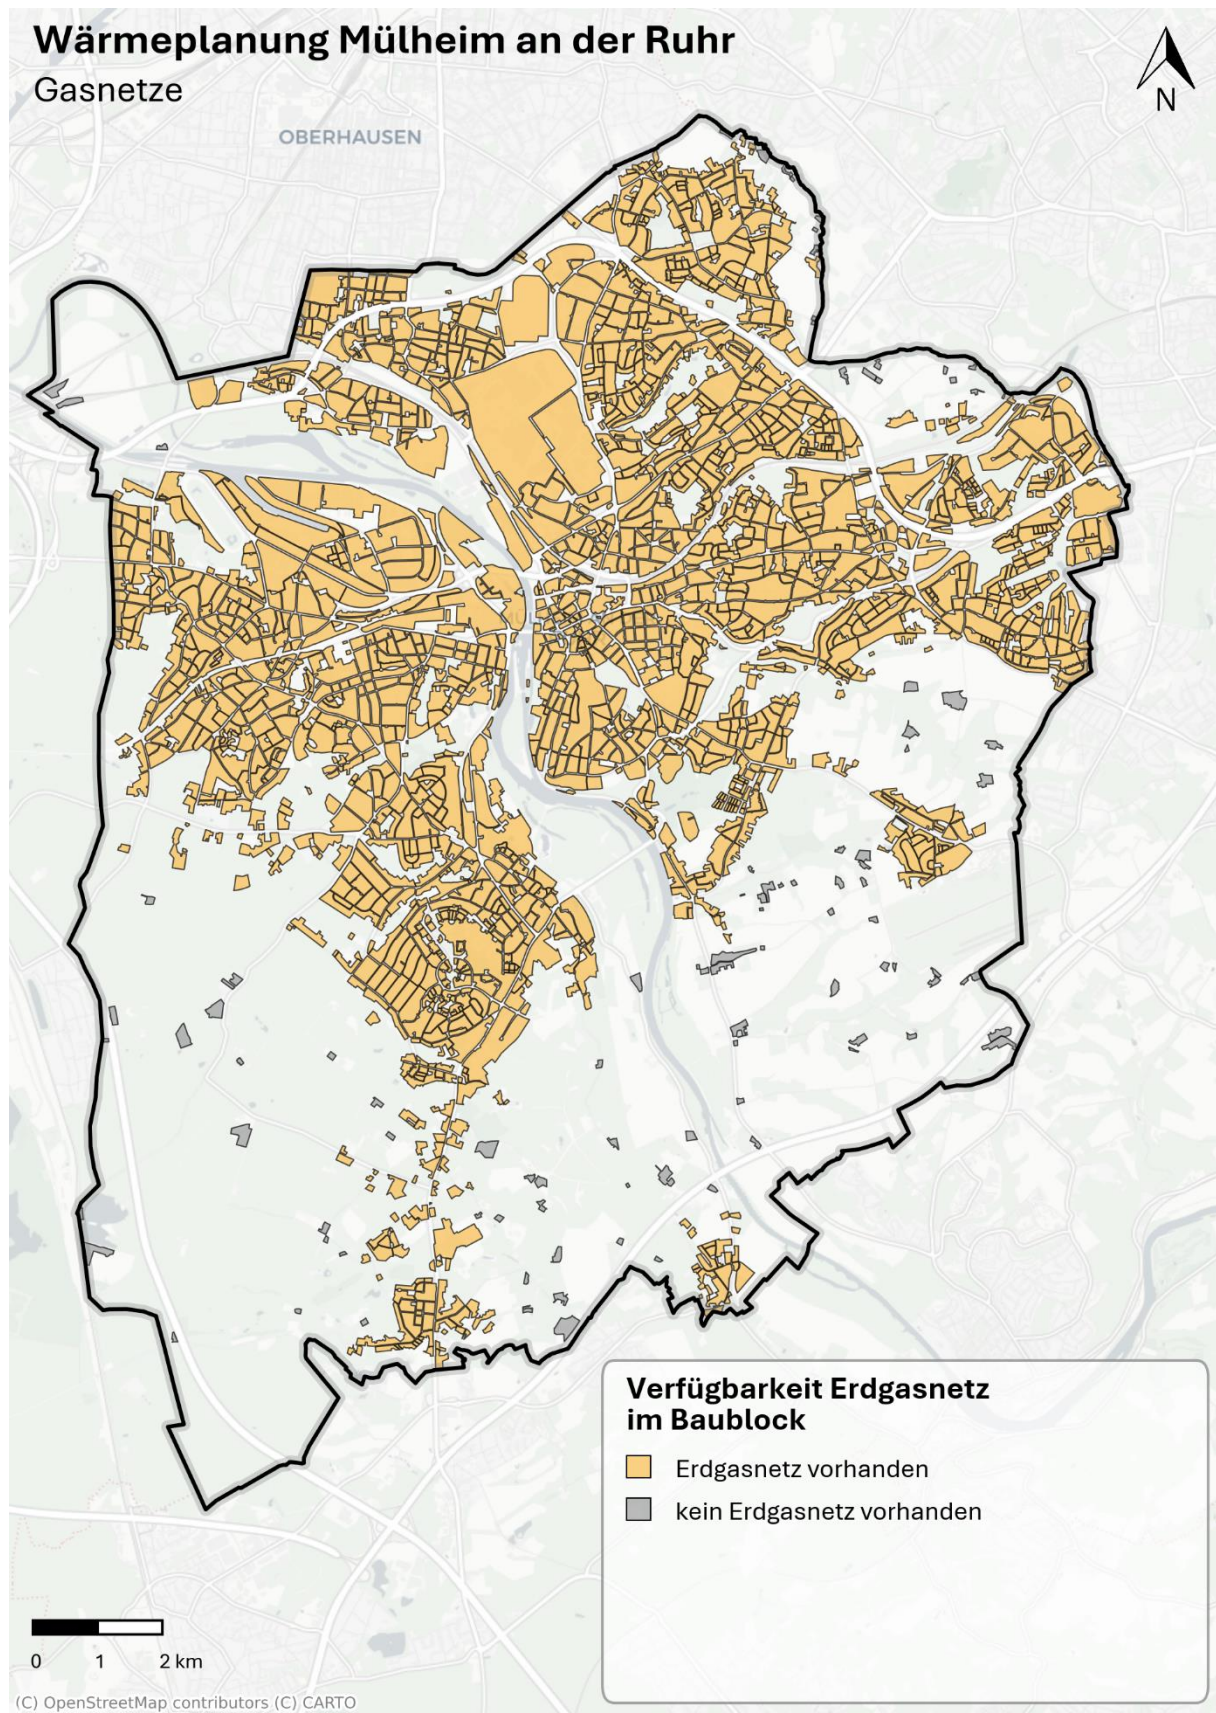 Wärmeplanung Mülheim an der Ruhr
Gasnetze
N
OBERHAUSEN
Verfügbarkeit Erdgasnetz
im Baublock
Erdgasnetz vorhanden
kein Erdgasnetz vorhanden
0 1 2 km
(C) OpenStreetMap contributors (C) CARTO